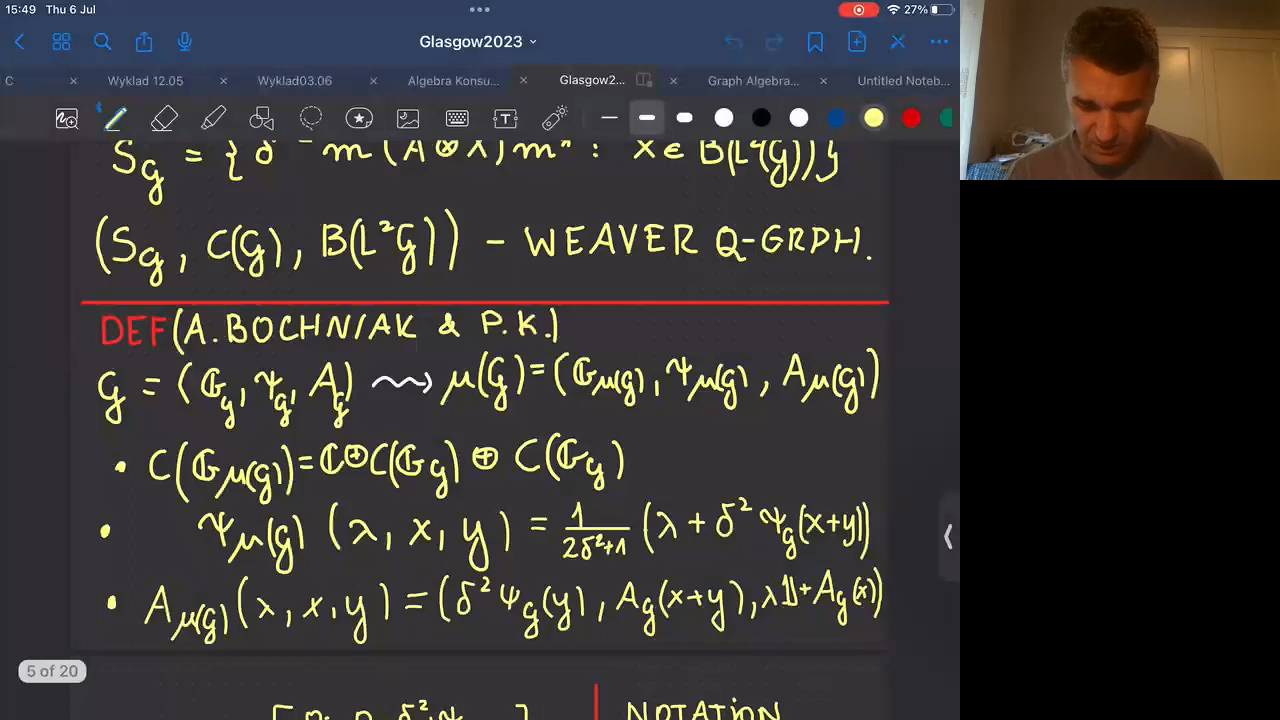 15:49 Thu 6 Jul
27%
Glasgow2023
C
Wyklad 12.05
Wyklad03.06
Algebra Konsu...
Glasgow2...
Graph Algebra...
Untitled Noteb...
(S_g, C(G), B(L²G)) - WEAVER Q-GRPH.
DEF (A. BOCHNIAK & P.K.)
G = (𝔾_g, Ψ_g, A_g) ⇝ μ(G) = (𝔾_μ(g), Ψ_μ(g), A_μ(g))
• C(𝔾_μ(g)) = ℂ⊕C(𝔾_g) ⊕ C(𝔾_g)
• Ψ_μ(g) (λ, x, y) = 1/(2δ²+1) (λ + δ² Ψ_g(x+y))
• A_μ(g) (λ, x, y) = (δ² Ψ_g(y), A_g(x+y), λ𝟙+A_g(x))
5 of 20
NOTATION